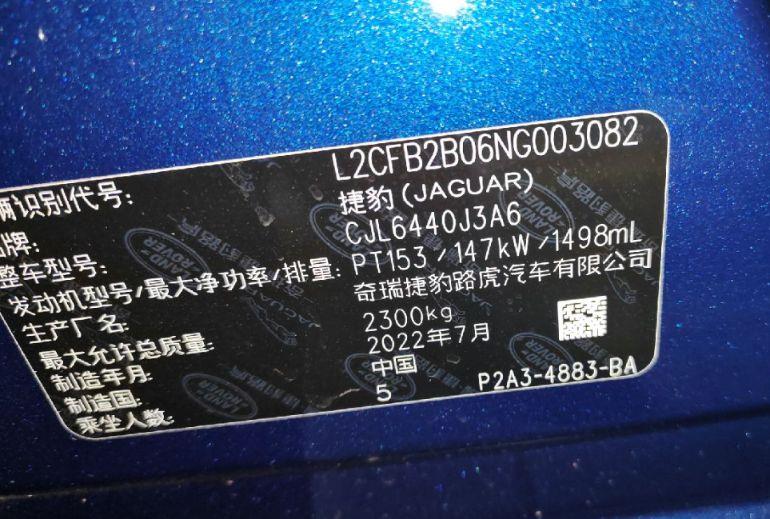 辆识别代号: L2CFB2B06NG003082
品牌: 捷豹(JAGUAR)
整车型号: CJL6440J3A6
发动机型号/最大净功率/排量: PT153/147kW/1498mL
生产厂名: 奇瑞捷豹路虎汽车有限公司
最大允许总质量: 2300kg
制造年月: 2022年7月
制造国: 中国
乘坐人数: 5
P2A3-4883-BA